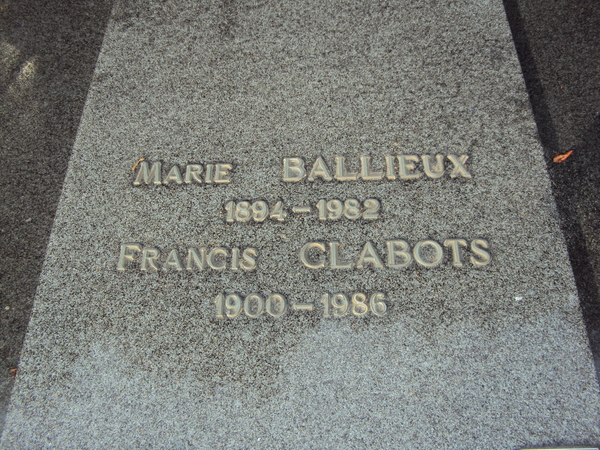 Marie BALLIEUX
1894-1982
Francis CLABOTS
1900-1986